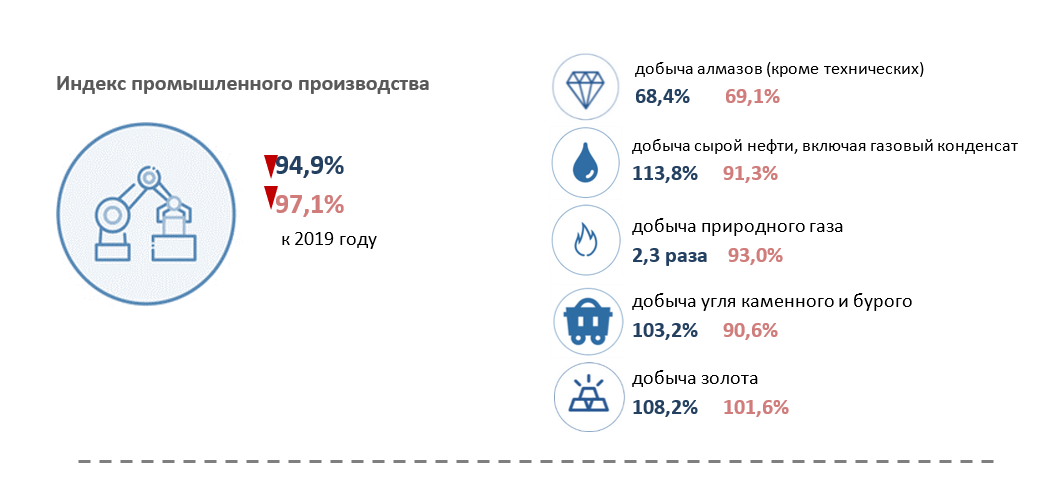 Индекс промышленного производства
94,9%
97,1%
к 2019 году
добыча алмазов (кроме технических)
68,4% 69,1%
добыча сырой нефти, включая газовый конденсат
113,8% 91,3%
добыча природного газа
2,3 раза 93,0%
добыча угля каменного и бурого
103,2% 90,6%
добыча золота
108,2% 101,6%